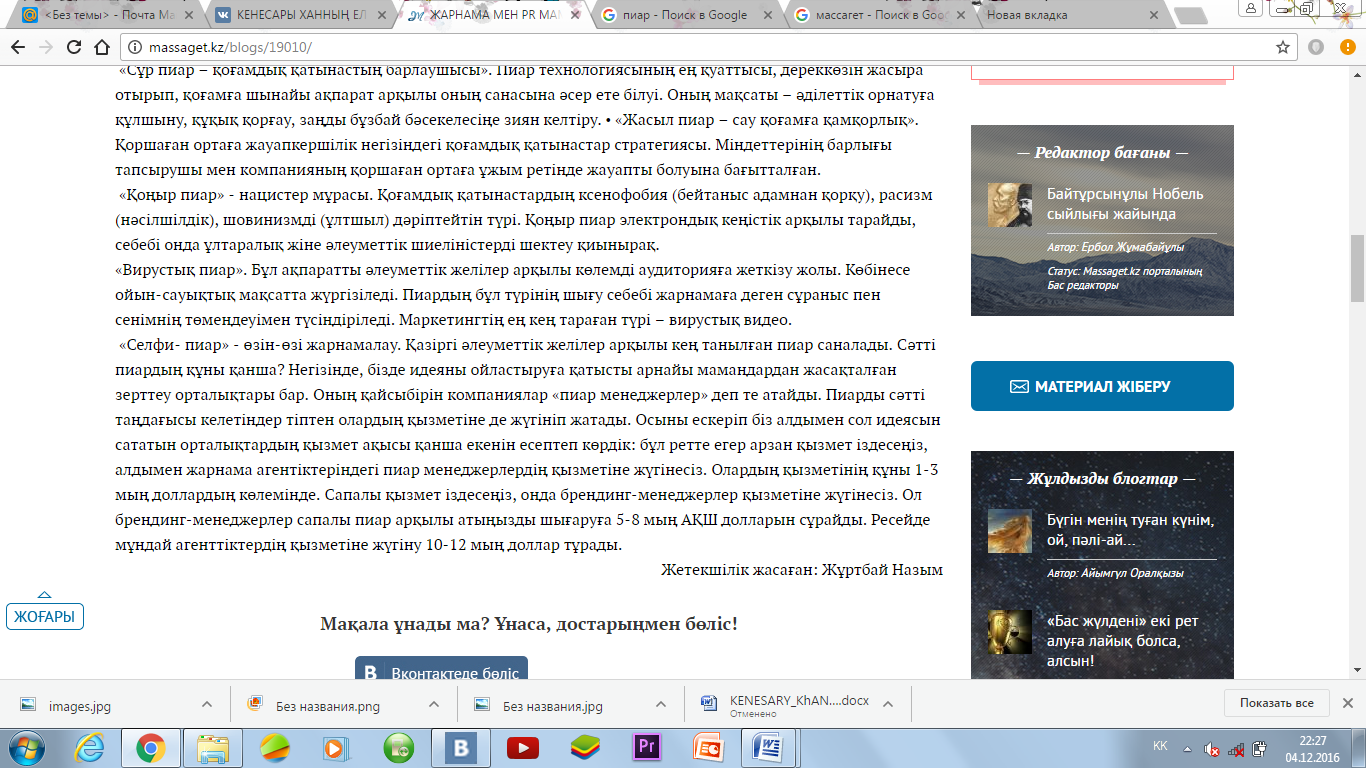 <Без темы> - Почта Ма
КЕНЕСАРЫ ХАННЫҢ ЕЛ
ЖАРНАМА МЕН PR МАН
пиар - Поиск в Google
массагет - Поиск в Goo
Новая вкладка
massaget.kz/blogs/19010/
«Сұр пиар – қоғамдық қатынастың барлаушысы». Пиар технологиясының ең қуаттысы, дереккөзін жасыра
отырып, қоғамға шынайы ақпарат арқылы оның санасына әсер ете білуі. Оның мақсаты – әділеттік орнатуға
құлшыну, құқық қорғау, заңды бұзбай бәсекелесіңе зиян келтіру. • «Жасыл пиар – сау қоғамға қамқорлық».
Қоршаған ортаға жауапкершілік негізіндегі қоғамдық қатынастар стратегиясы. Міндеттерінің барлығы
тапсырушы мен компанияның қоршаған ортаға ұжым ретінде жауапты болуына бағытталған.
«Қоңыр пиар» - нацистер мұрасы. Қоғамдық қатынастардың ксенофобия (бейтаныс адамнан қорқу), расизм
(нәсілшілдік), шовинизмді (ұлтшыл) дәріптейтін түрі. Қоңыр пиар электрондық кеңістік арқылы тарайды,
себебі онда ұлтаралық жіне әлеуметтік шиеліністерді шектеу қиынырақ.
«Вирустық пиар». Бұл ақпаратты әлеуметтік желілер арқылы көлемді аудиторияға жеткізу жолы. Көбінесе
ойын-сауықтық мақсатта жүргізіледі. Пиардың бұл түрінің шығу себебі жарнамаға деген сұраныс пен
сенімнің төмендеуімен түсіндіріледі. Маркетингтің ең кең тараған түрі – вирустық видео.
«Селфи- пиар» - өзін-өзі жарнамалау. Қазіргі әлеуметтік желілер арқылы кең танылған пиар саналады. Сәтті
пиардың құны қанша? Негізінде, бізде идеяны ойластыруға қатысты арнайы мамандардан жасақталған
зерттеу орталықтары бар. Оның қайсыбірін компаниялар «пиар менеджерлер» деп те атайды. Пиарды сәтті
таңдағысы келетіндер тіптен олардың қызметіне де жүгініп жатады. Осыны ескеріп біз алдымен сол идеясын
сататын орталықтардың қызмет ақысы қанша екенін есептеп көрдік: бұл ретте егер арзан қызмет іздесеңіз,
алдымен жарнама агентіктеріндегі пиар менеджерлердің қызметіне жүгінесіз. Олардың қызметінің құны 1-3
мың доллардың көлемінде. Сапалы қызмет іздесеңіз, онда брендинг-менеджерлер қызметіне жүгінесіз. Ол
брендинг-менеджерлер сапалы пиар арқылы атыңызды шығаруға 5-8 мың АҚШ долларын сұрайды. Ресейде
мұндай агенттіктердің қызметіне жүгіну 10-12 мың доллар тұрады.
Жетекшілік жасаған: Жұртбай Назым
Мақала ұнады ма? Ұнаса, достарыңмен бөліс!
B Вконтактеде бөліс
ЖОҒАРЫ
— Редактор бағаны —
Байтұрсынұлы Нобель
сыйлығы жайында
Автор: Ербол Жұмабайұлы
Статус: Massaget.kz порталының
Бас редакторы
МАТЕРИАЛ ЖІБЕРУ
— Жұлдызды блогтар —
Бүгін менің туған күнім,
ой, пәлі-ай...
Автор: Айымгүл Оралқызы
«Бас жүлдені» екі рет
алуға лайық болса,
алсын!
images.jpg
Без названия.png
Без названия.jpg
KENESARY_KhAN....docx
Отменено
Показать все
KK
22:27
04.12.2016